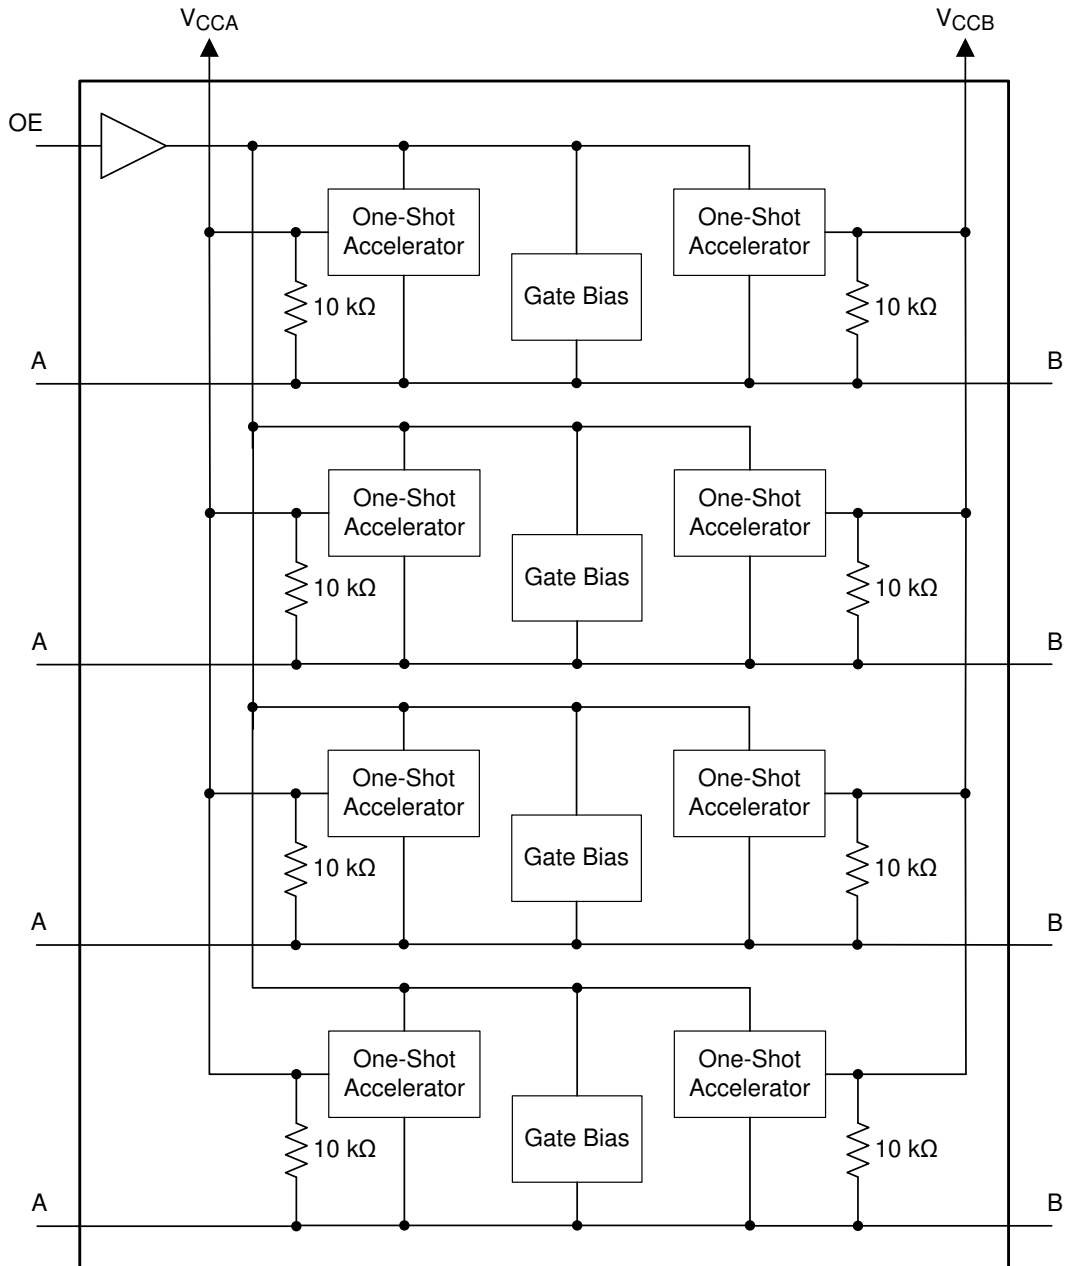 VCCA
VCCB
OE
One-Shot
Accelerator
One-Shot
Accelerator
Gate Bias
10 kΩ
10 kΩ
A
B
One-Shot
Accelerator
One-Shot
Accelerator
Gate Bias
10 kΩ
10 kΩ
A
B
One-Shot
Accelerator
One-Shot
Accelerator
Gate Bias
10 kΩ
10 kΩ
A
B
One-Shot
Accelerator
One-Shot
Accelerator
Gate Bias
10 kΩ
10 kΩ
A
B